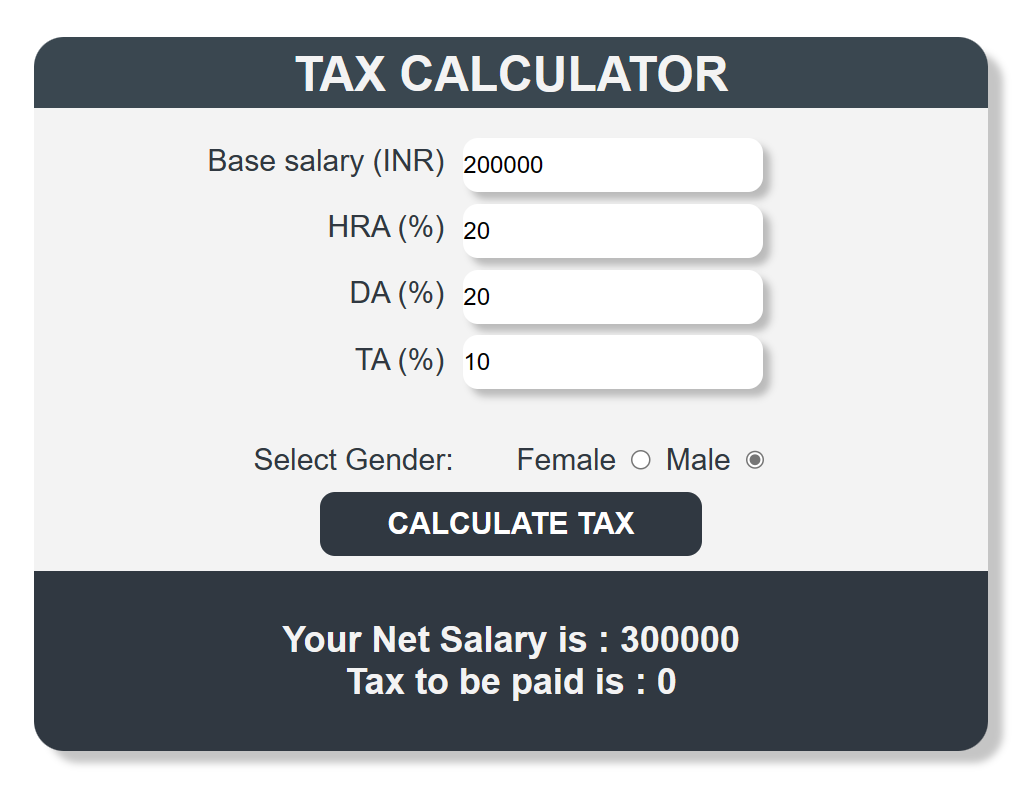 TAX CALCULATOR
Base salary (INR) 200000
HRA (%) 20
DA (%) 20
TA (%) 10
Select Gender: Female Male
CALCULATE TAX
Your Net Salary is : 300000
Tax to be paid is : 0